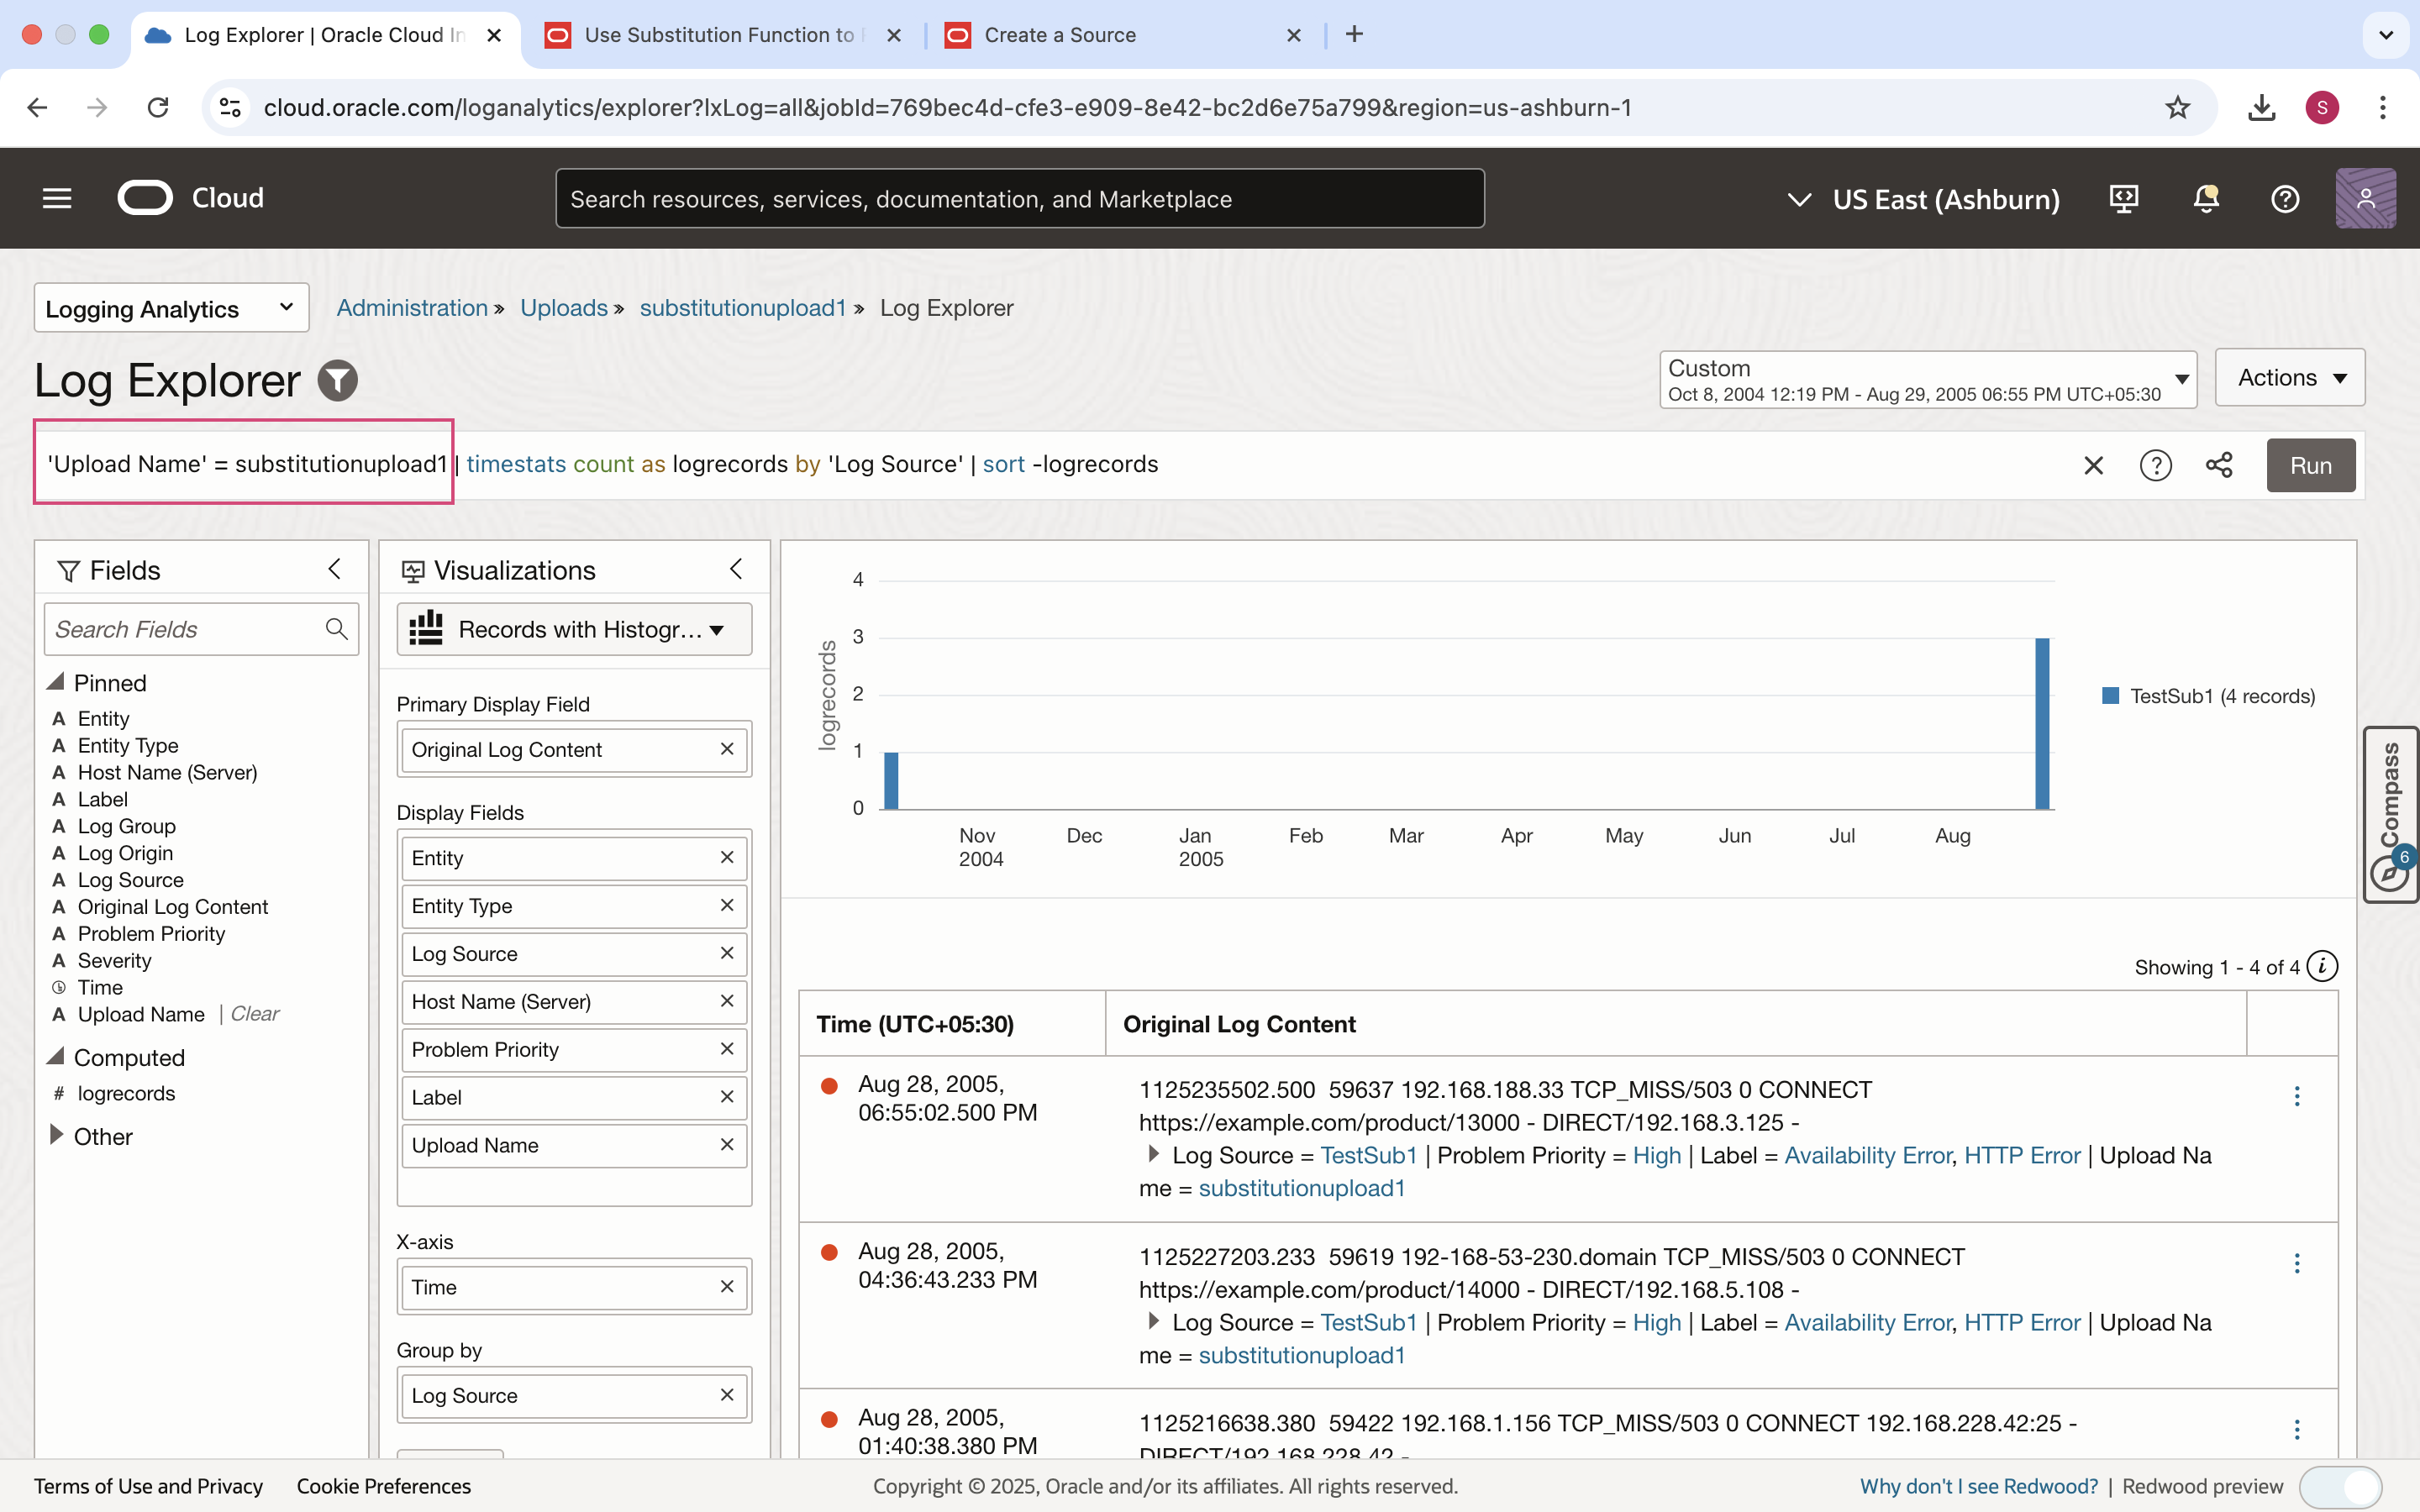 Log Explorer | Oracle Cloud In
Use Substitution Function to
Create a Source
cloud.oracle.com/loganalytics/explorer?lxLog=all&jobId=769bec4d-cfe3-e909-8e42-bc2d6e75a799&region=us-ashburn-1
S
Cloud
Search resources, services, documentation, and Marketplace
US East (Ashburn)
Logging Analytics
Administration » Uploads » substitutionupload1 » Log Explorer
Log Explorer
Custom
Oct 8, 2004 12:19 PM - Aug 29, 2005 06:55 PM UTC+05:30
Actions
'Upload Name' = substitutionupload1 | timestats count as logrecords by 'Log Source' | sort -logrecords
Run
Fields
Search Fields
Pinned
A Entity
A Entity Type
A Host Name (Server)
A Label
A Log Group
A Log Origin
A Log Source
A Original Log Content
A Problem Priority
A Severity
Time
A Upload Name | Clear
Computed
# logrecords
Other
Visualizations
Records with Histogr...
Primary Display Field
Original Log Content
Display Fields
Entity
Entity Type
Log Source
Host Name (Server)
Problem Priority
Label
Upload Name
X-axis
Time
Group by
Log Source
logrecords
4
3
2
1
0
Nov 2004
Dec
Jan 2005
Feb
Mar
Apr
May
Jun
Jul
Aug
TestSub1 (4 records)
Compass
6
Showing 1 - 4 of 4
Time (UTC+05:30)
Original Log Content
Aug 28, 2005,
06:55:02.500 PM
1125235502.500 59637 192.168.188.33 TCP_MISS/503 0 CONNECT
https://example.com/product/13000 - DIRECT/192.168.3.125 -
Log Source = TestSub1 | Problem Priority = High | Label = Availability Error, HTTP Error | Upload Na
me = substitutionupload1
Aug 28, 2005,
04:36:43.233 PM
1125227203.233 59619 192-168-53-230.domain TCP_MISS/503 0 CONNECT
https://example.com/product/14000 - DIRECT/192.168.5.108 -
Log Source = TestSub1 | Problem Priority = High | Label = Availability Error, HTTP Error | Upload Na
me = substitutionupload1
Aug 28, 2005,
01:40:38.380 PM
1125216638.380 59422 192.168.1.156 TCP_MISS/503 0 CONNECT 192.168.228.42:25 -
DIRECT/192.168.228.42 -
Terms of Use and Privacy
Cookie Preferences
Copyright © 2025, Oracle and/or its affiliates. All rights reserved.
Why don't I see Redwood? | Redwood preview